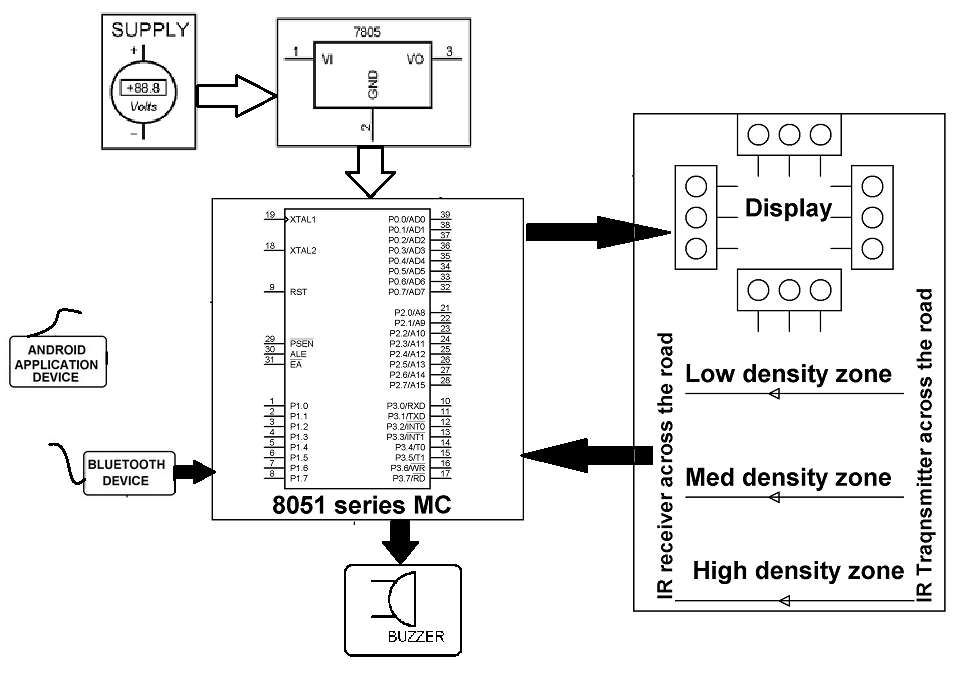 SUPPLY
+
+88.8
Volts
−
7805
1
VI
VO
3
GND
2
19
XTAL1
18
XTAL2
9
RST
29
PSEN
30
ALE
31
EA
1
P1.0
2
P1.1
3
P1.2
4
P1.3
5
P1.4
6
P1.5
7
P1.6
8
P1.7
P0.0/AD0
39
P0.1/AD1
38
P0.2/AD2
37
P0.3/AD3
36
P0.4/AD4
35
P0.5/AD5
34
P0.6/AD6
33
P0.7/AD7
32
P2.0/A8
21
P2.1/A9
22
P2.2/A10
23
P2.3/A11
24
P2.4/A12
25
P2.5/A13
26
P2.6/A14
27
P2.7/A15
28
P3.0/RXD
10
P3.1/TXD
11
P3.2/INT0
12
P3.3/INT1
13
P3.4/T0
14
P3.5/T1
15
P3.6/WR
16
P3.7/RD
17
8051 series MC
ANDROID
APPLICATION
DEVICE
BLUETOOTH
DEVICE
BUZZER
Display
IR receiver across the road
Low density zone
Med density zone
High density zone
IR Traqnsmitter across the road